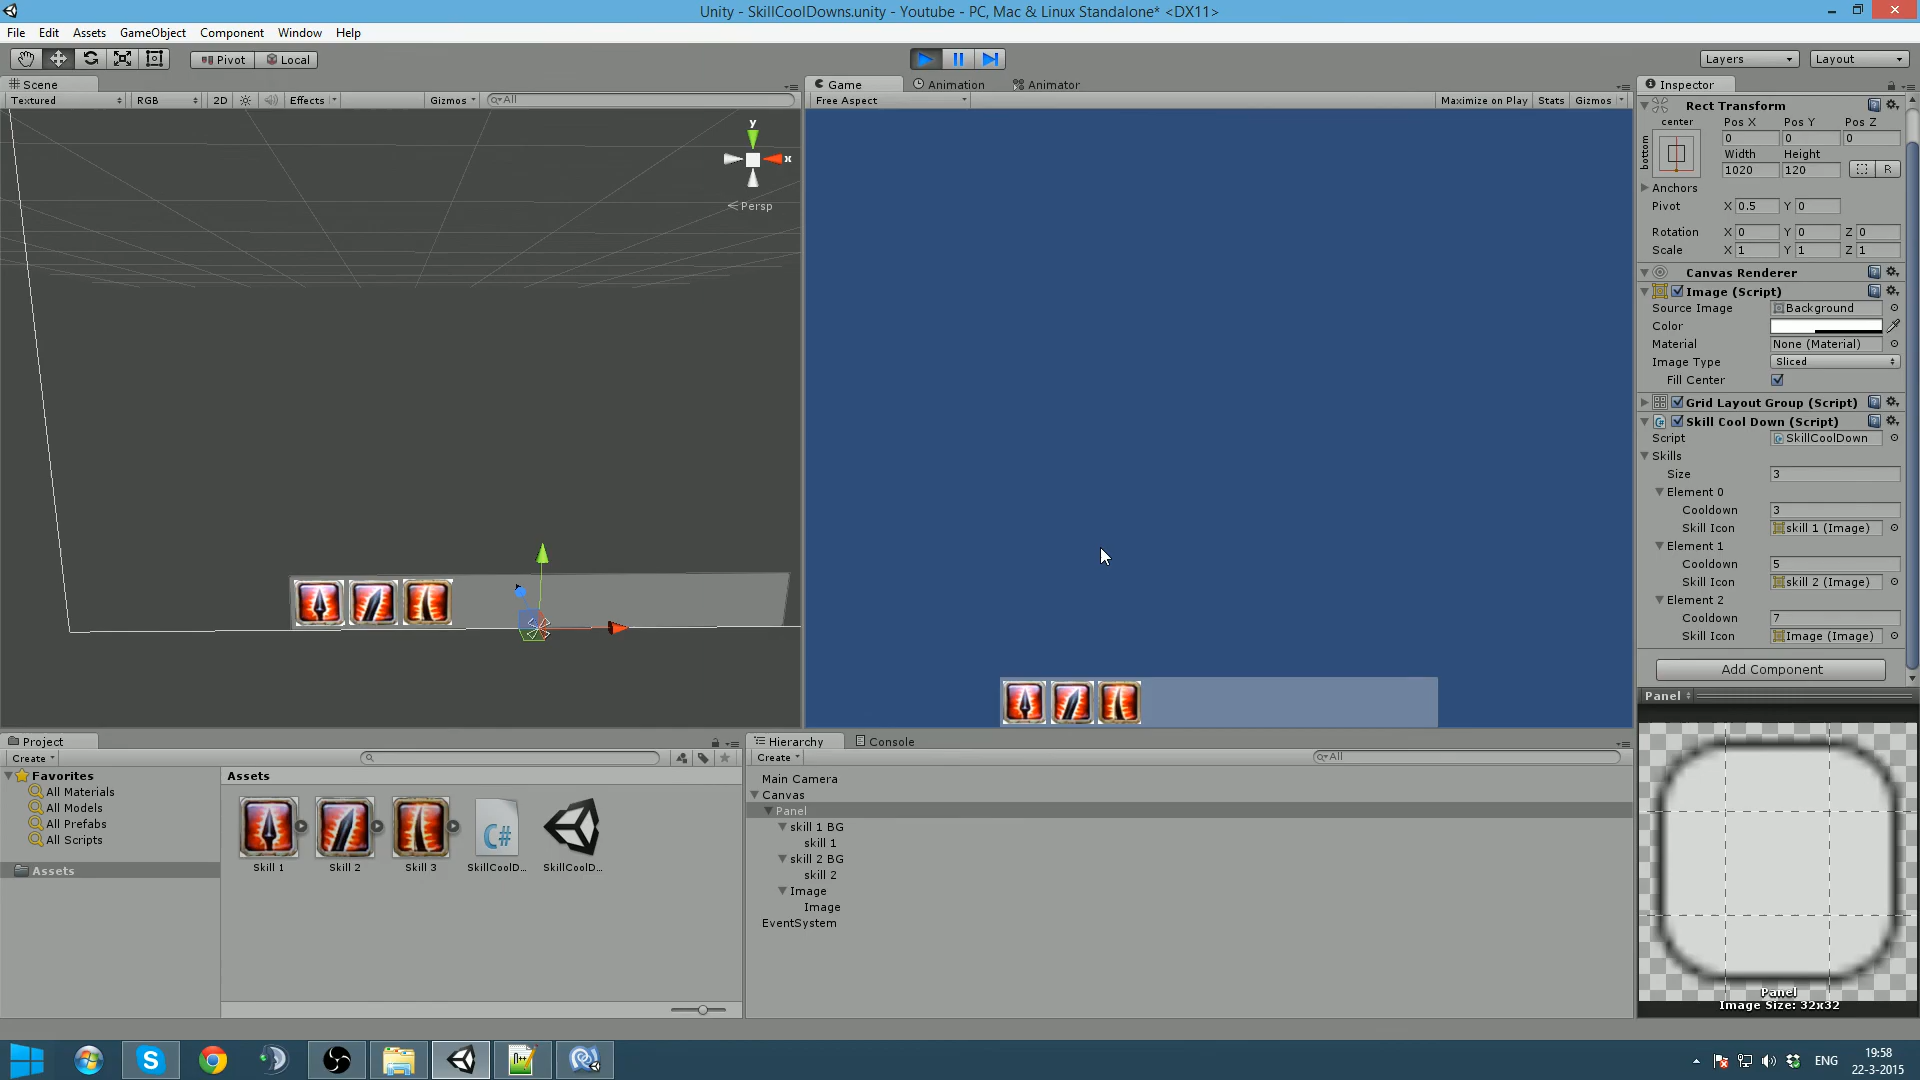 Unity - SkillCoolDowns.unity - Youtube - PC, Mac & Linux Standalone* <DX11>
File Edit Assets GameObject Component Window Help
Pivot Local
Layers Layout
Scene
Textured RGB 2D Effects Gizmos All
y
x
Persp
Game Animation Animator
Free Aspect Maximize on Play Stats Gizmos
Inspector
Rect Transform
center Pos X Pos Y Pos Z
bottom 0 0 0
Width Height
1020 120 R
Anchors
Pivot X 0.5 Y 0
Rotation X 0 Y 0 Z 0
Scale X 1 Y 1 Z 1
Canvas Renderer
Image (Script)
Source Image Background
Color
Material None (Material)
Image Type Sliced
Fill Center
Grid Layout Group (Script)
Skill Cool Down (Script)
Script SkillCoolDown
Skills
Size 3
Element 0
Cooldown 3
Skill Icon skill 1 (Image)
Element 1
Cooldown 5
Skill Icon skill 2 (Image)
Element 2
Cooldown 7
Skill Icon Image (Image)
Add Component
Panel
Panel
Image Size: 32x32
Project
Create
Favorites
All Materials
All Models
All Prefabs
All Scripts
Assets
Assets
C#
Skill 1 Skill 2 Skill 3 SkillCoolD... SkillCoolD...
Hierarchy Console
Create All
Main Camera
Canvas
Panel
skill 1 BG
skill 1
skill 2 BG
skill 2
Image
Image
EventSystem
ENG
19:58
22-3-2015